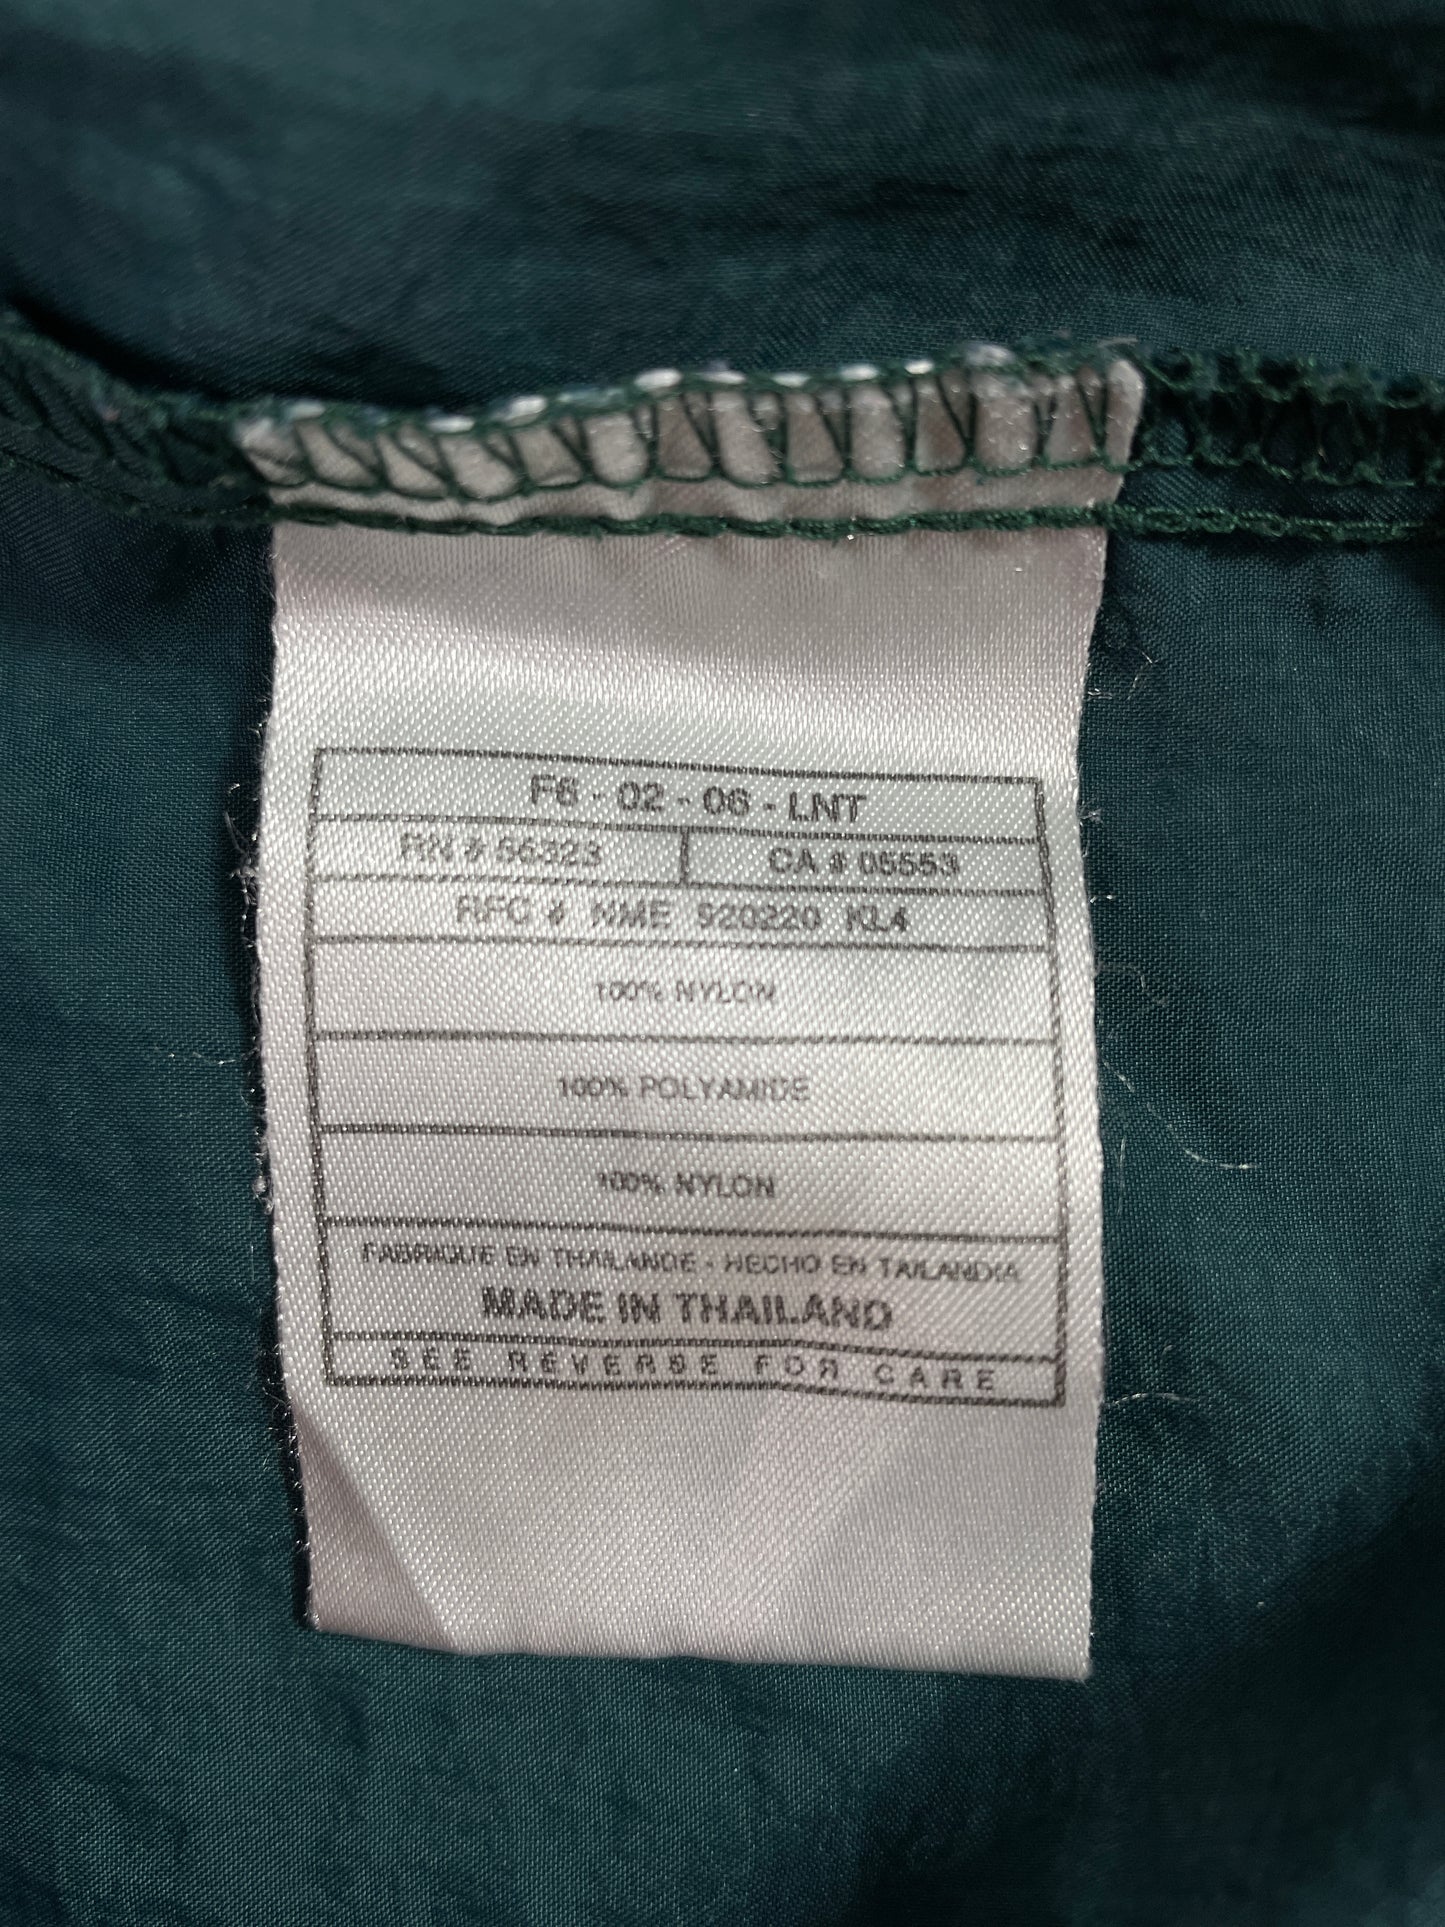 F6 - 02 - 06 - LNT
RN # 56323 CA # 05553
RFC # NME 920220 KL4
100% NYLON
100% POLYAMIDE
100% NYLON
FABRIQUE EN THAILANDE - HECHO EN TAILANDIA
MADE IN THAILAND
SEE REVERSE FOR CARE